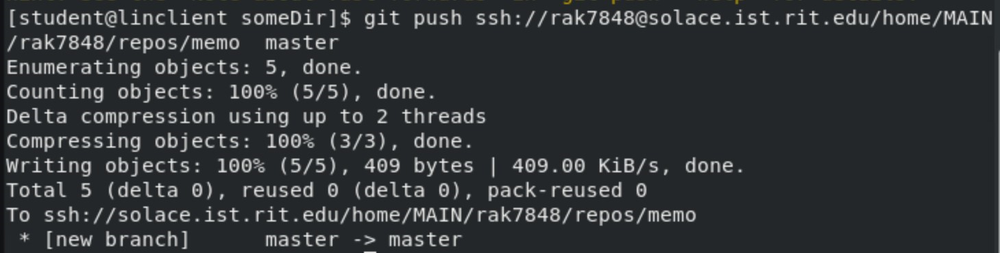 [student@linclient someDir]$ git push ssh://rak7848@solace.ist.rit.edu/home/MAIN
/rak7848/repos/memo  master
Enumerating objects: 5, done.
Counting objects: 100% (5/5), done.
Delta compression using up to 2 threads
Compressing objects: 100% (3/3), done.
Writing objects: 100% (5/5), 409 bytes | 409.00 KiB/s, done.
Total 5 (delta 0), reused 0 (delta 0), pack-reused 0
To ssh://solace.ist.rit.edu/home/MAIN/rak7848/repos/memo
 * [new branch]      master -> master